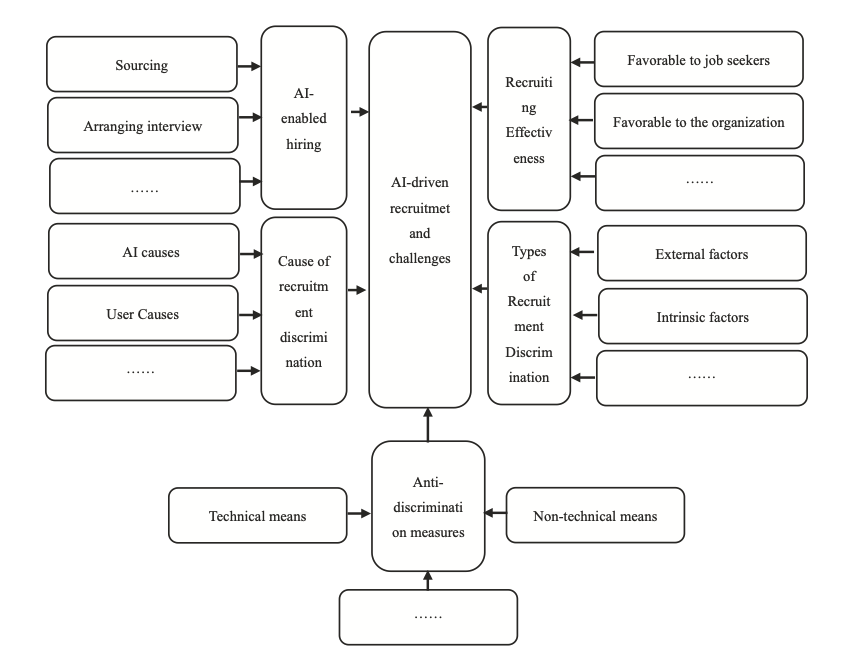 Sourcing
Arranging interview
……
AI causes
User Causes
……
AI-
enabled
hiring
Cause of
recruitm
ent
discrimi
nation
AI-driven
recruitmet
and
challenges
Recruiti
ng
Effectiv
eness
Types
of
Recruit
ment
Discrim
ination
Favorable to job seekers
Favorable to the organization
……
External factors
Intrinsic factors
……
Technical means
Anti-
discriminati
on measures
Non-technical means
……